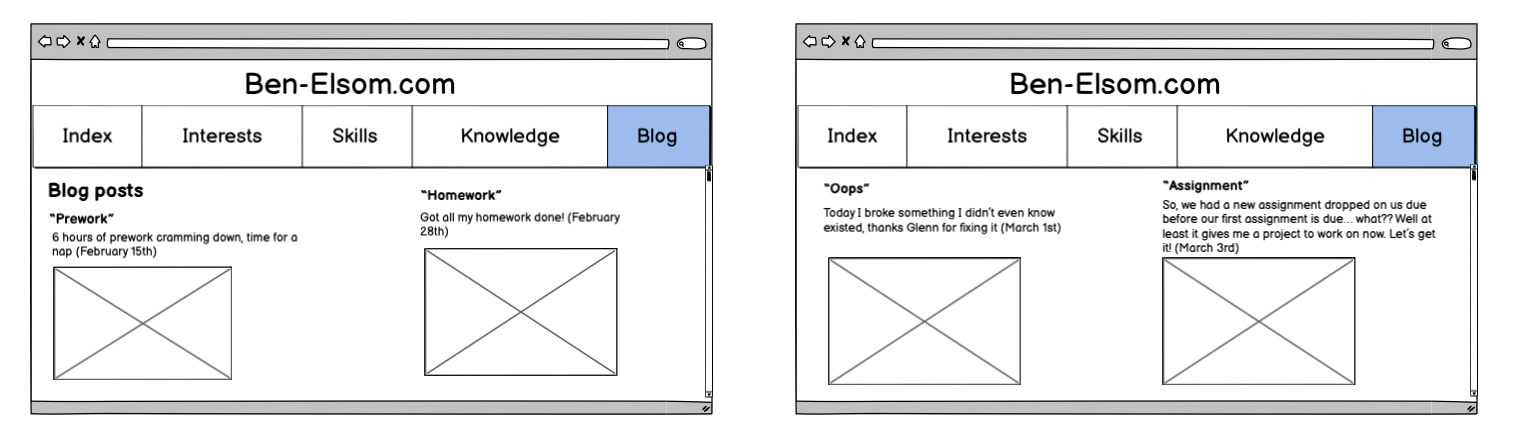 Ben-Elsom.com
Index Interests Skills Knowledge Blog
Blog posts
“Prework”
6 hours of prework cramming down, time for a
nap (February 15th)
“Homework”
Got all my homework done! (February
28th)
Ben-Elsom.com
Index Interests Skills Knowledge Blog
“Oops”
Today I broke something I didn’t even know
existed, thanks Glenn for fixing it (March 1st)
“Assignment”
So, we had a new assignment dropped on us due
before our first assignment is due... what?? Well at
least it gives me a project to work on now. Let’s get
it! (March 3rd)